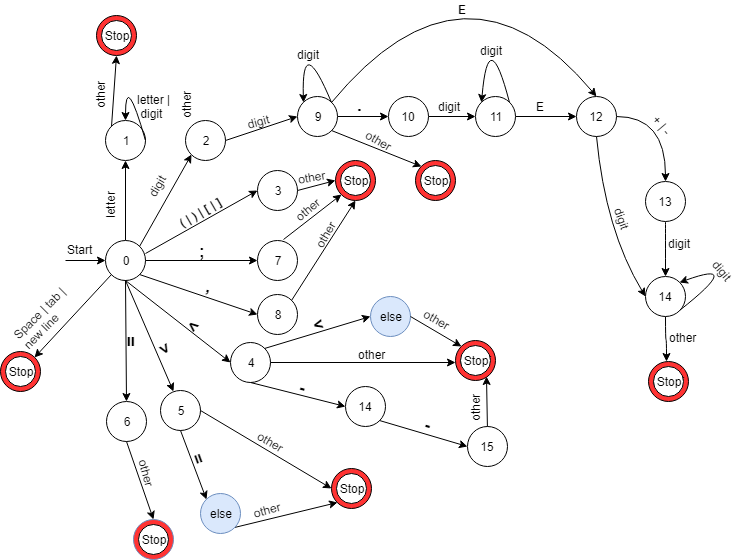 E
Stop
digit
digit
other
letter |
digit
other
.
digit
E
+ | -
1
2
digit
9
10
11
12
other
digit
Stop
3
other
Stop
Stop
letter
( | ) | [ | ]
other
13
digit
digit
Start
0
;
7
other
digit
Space | tab |
new line
,
8
14
<
<
else
other
other
=
>
4
other
Stop
Stop
-
14
other
Stop
6
5
-
15
other
=
other
other
Stop
else
other
Stop